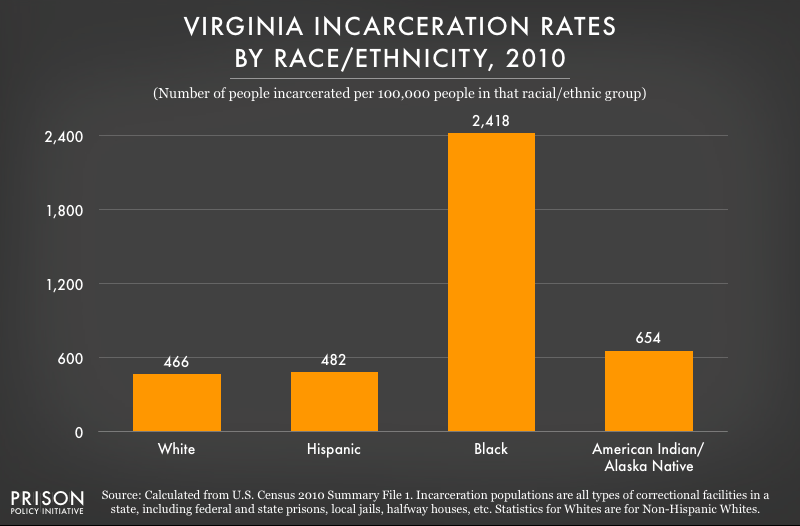 VIRGINIA INCARCERATION RATES
BY RACE/ETHNICITY, 2010
(Number of people incarcerated per 100,000 people in that racial/ethnic group)
2,418
2,400
1,800
1,200
654
600
466
482
0
White
Hispanic
Black
American Indian/
Alaska Native
PRISON
POLICY INITIATIVE
Source: Calculated from U.S. Census 2010 Summary File 1. Incarceration populations are all types of correctional facilities in a
state, including federal and state prisons, local jails, halfway houses, etc. Statistics for Whites are for Non-Hispanic Whites.